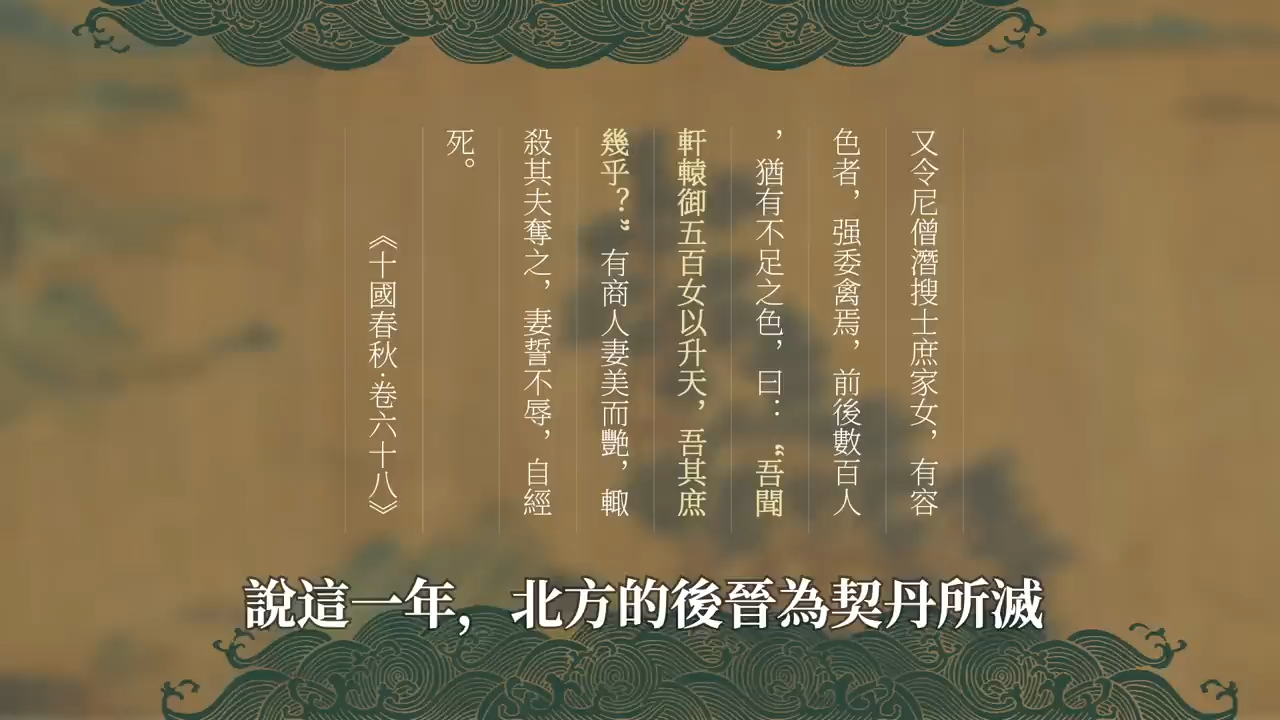 又令尼僧潛搜士庶家女，有容
色者，强委禽焉，前後數百人
，猶有不足之色，曰：“吾聞
軒轅御五百女以升天，吾其庶
幾乎？”有商人妻美而艷，輙
殺其夫奪之，妻誓不辱，自經
死。
《十國春秋·卷六十八》
說這一年，北方的後晉為契丹所滅